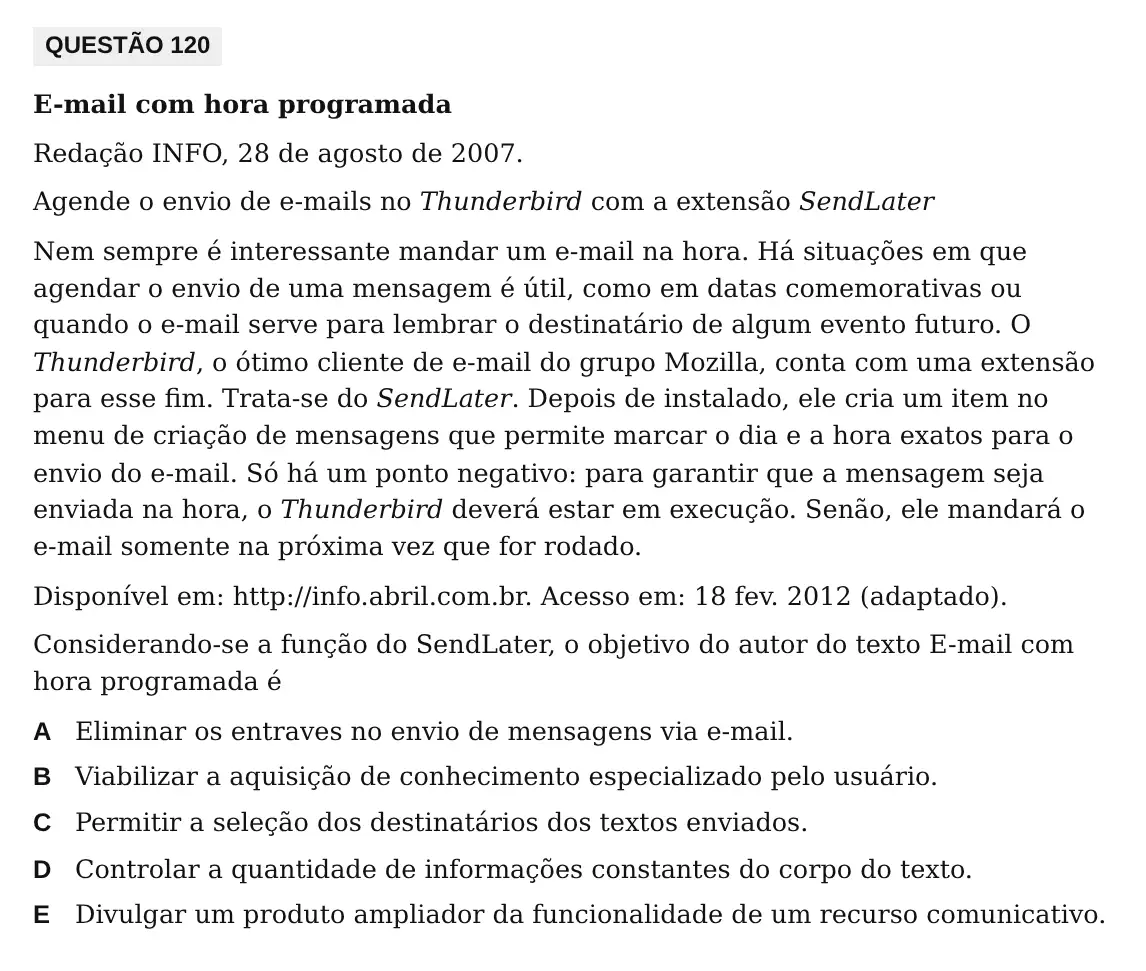 QUESTÃO 120
E-mail com hora programada
Redação INFO, 28 de agosto de 2007.
Agende o envio de e-mails no Thunderbird com a extensão SendLater
Nem sempre é interessante mandar um e-mail na hora. Há situações em que
agendar o envio de uma mensagem é útil, como em datas comemorativas ou
quando o e-mail serve para lembrar o destinatário de algum evento futuro. O
Thunderbird, o ótimo cliente de e-mail do grupo Mozilla, conta com uma extensão
para esse fim. Trata-se do SendLater. Depois de instalado, ele cria um item no
menu de criação de mensagens que permite marcar o dia e a hora exatos para o
envio do e-mail. Só há um ponto negativo: para garantir que a mensagem seja
enviada na hora, o Thunderbird deverá estar em execução. Senão, ele mandará o
e-mail somente na próxima vez que for rodado.
Disponível em: http://info.abril.com.br. Acesso em: 18 fev. 2012 (adaptado).
Considerando-se a função do SendLater, o objetivo do autor do texto E-mail com
hora programada é
A Eliminar os entraves no envio de mensagens via e-mail.
B Viabilizar a aquisição de conhecimento especializado pelo usuário.
C Permitir a seleção dos destinatários dos textos enviados.
D Controlar a quantidade de informações constantes do corpo do texto.
E Divulgar um produto ampliador da funcionalidade de um recurso comunicativo.